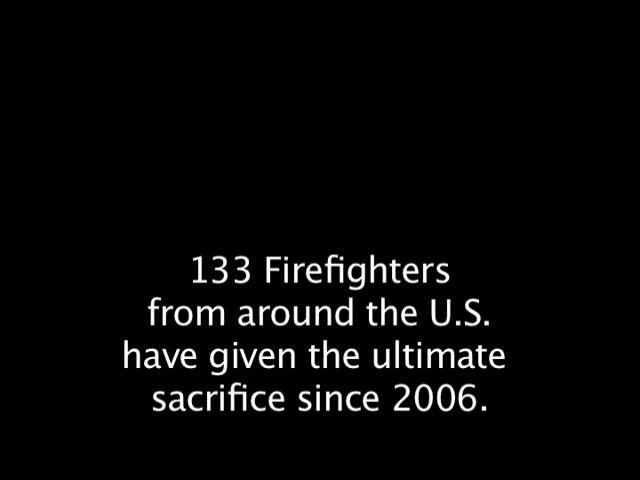 133 Firefighters
from around the U.S.
have given the ultimate
sacrifice since 2006.